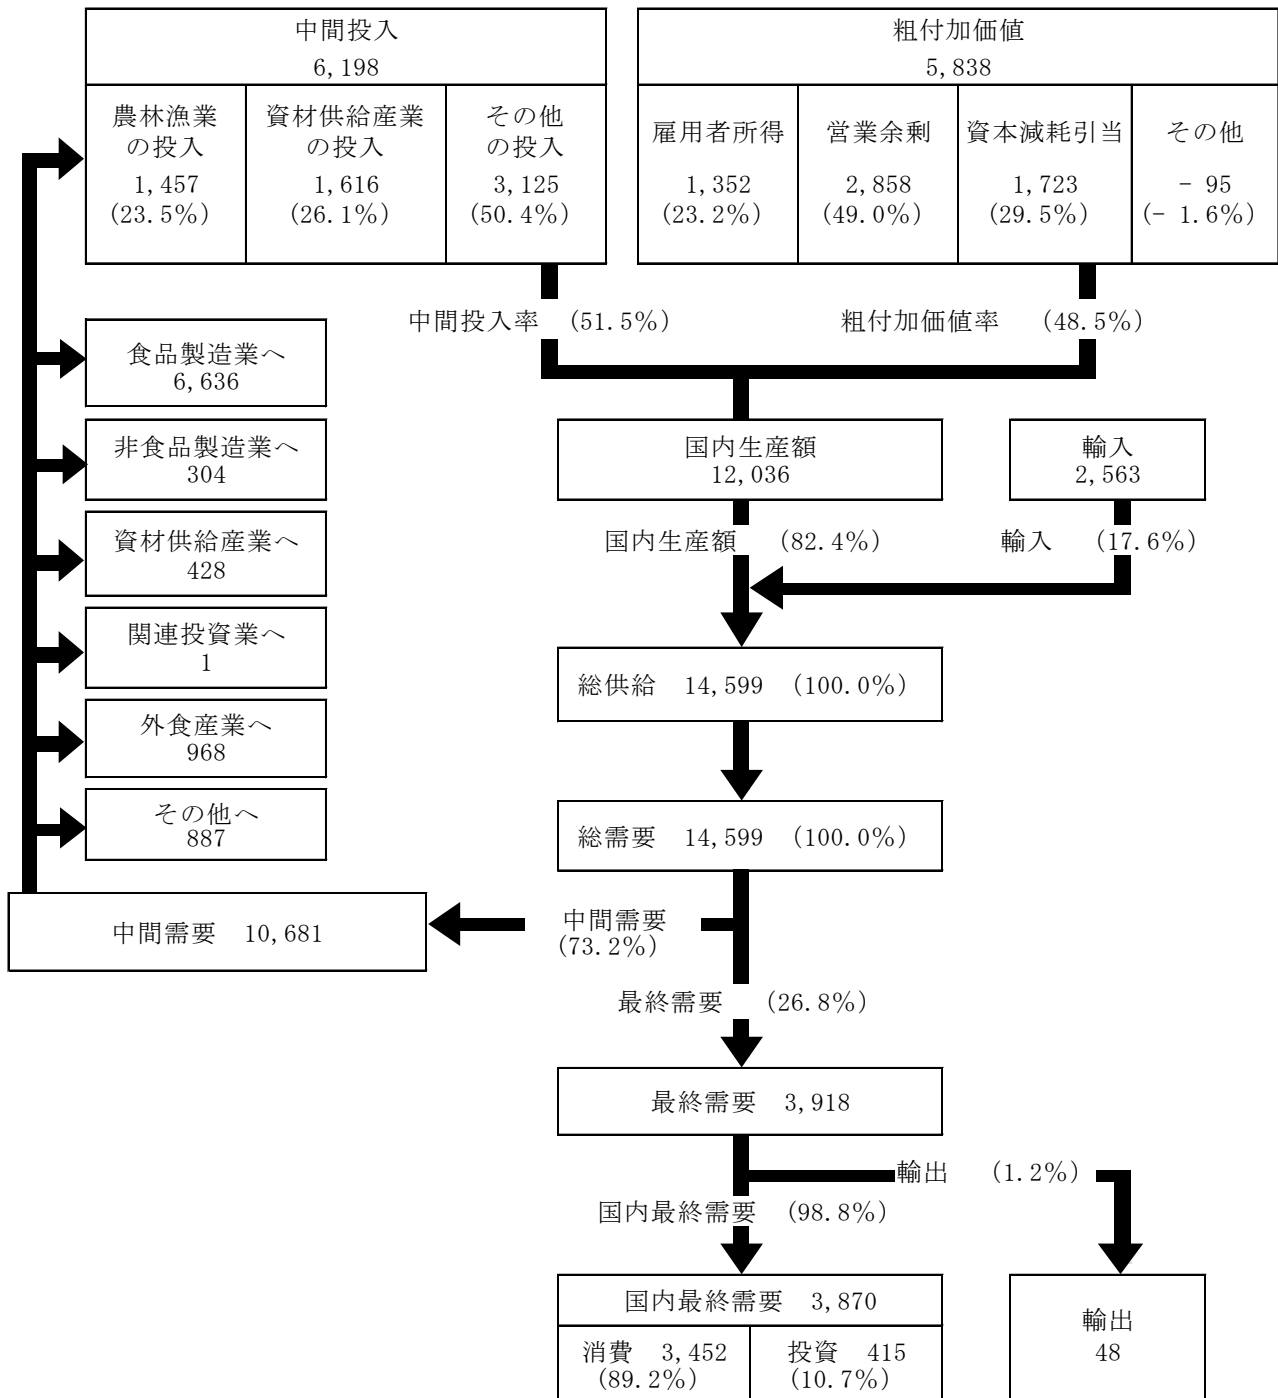 中間投入
6,198
農林漁業
の投入
1,457
(23.5%)
資材供給産業
の投入
1,616
(26.1%)
その他
の投入
3,125
(50.4%)
粗付加価値
5,838
雇用者所得
1,352
(23.2%)
営業余剰
2,858
(49.0%)
資本減耗引当
1,723
(29.5%)
その他
- 95
(- 1.6%)
中間投入率 (51.5%)
粗付加価値率 (48.5%)
食品製造業へ
6,636
非食品製造業へ
304
資材供給産業へ
428
関連投資業へ
1
外食産業へ
968
その他へ
887
国内生産額
12,036
輸入
2,563
国内生産額 (82.4%)
輸入 (17.6%)
総供給 14,599 (100.0%)
総需要 14,599 (100.0%)
中間需要 10,681
中間需要
(73.2%)
最終需要 (26.8%)
最終需要 3,918
輸出 (1.2%)
国内最終需要 (98.8%)
国内最終需要 3,870
消費 3,452
(89.2%)
投資 415
(10.7%)
輸出
48